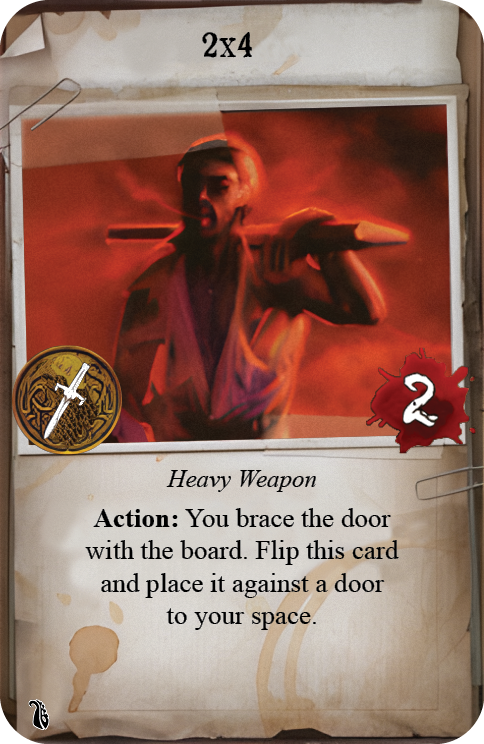 2x4
2
Heavy Weapon
Action: You brace the door
with the board. Flip this card
and place it against a door
to your space.